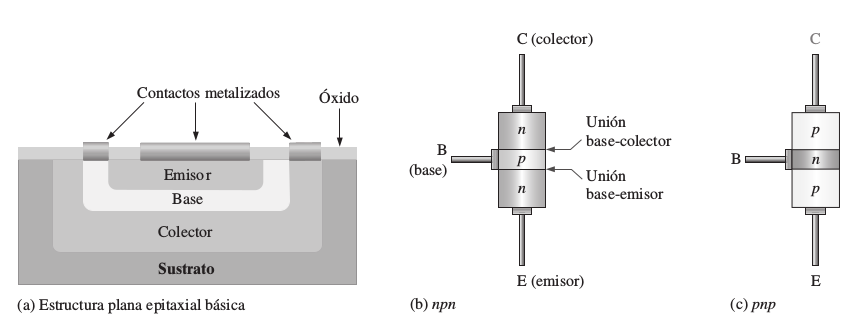 Contactos metalizados
Óxido
Emisor
Base
Colector
Sustrato
(a) Estructura plana epitaxial básica
C (colector)
n
Unión
base-colector
B
(base)
p
Unión
base-emisor
n
E (emisor)
(b) npn
C
p
B
n
p
E
(c) pnp